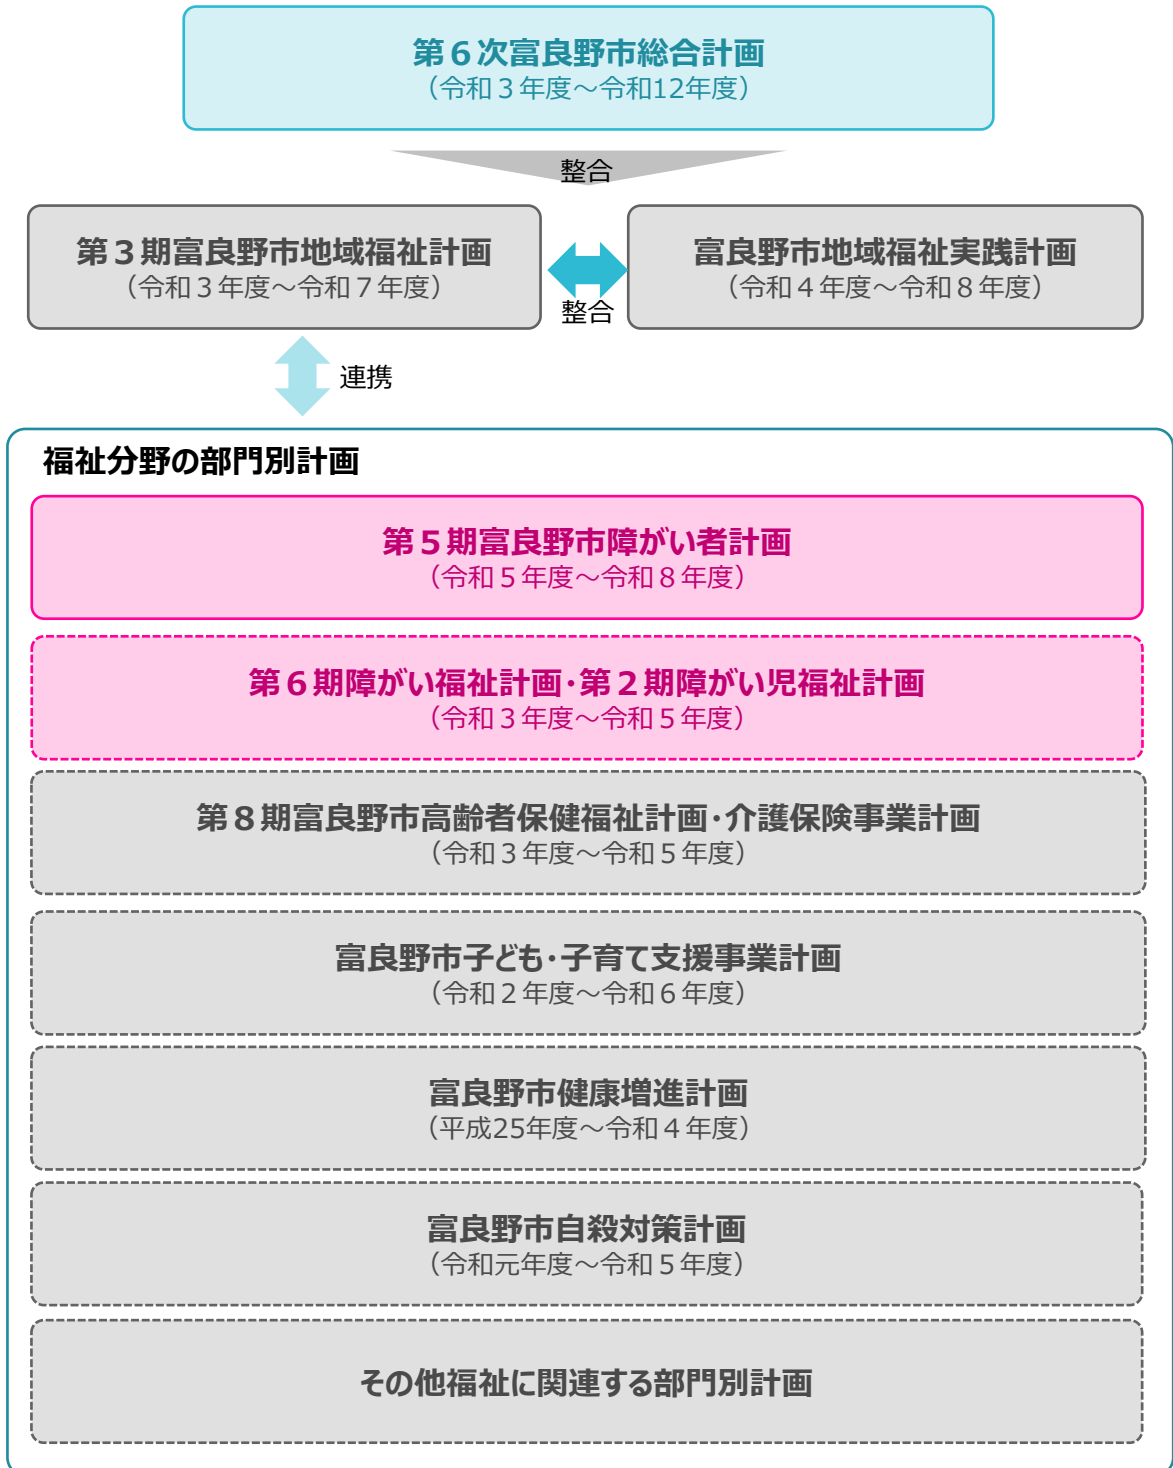 第６次富良野市総合計画
（令和３年度～令和12年度）
整合
第３期富良野市地域福祉計画
（令和３年度～令和７年度）
整合
富良野市地域福祉実践計画
（令和４年度～令和８年度）
連携
福祉分野の部門別計画
第５期富良野市障がい者計画
（令和５年度～令和８年度）
第６期障がい福祉計画･第２期障がい児福祉計画
（令和３年度～令和５年度）
第８期富良野市高齢者保健福祉計画･介護保険事業計画
（令和３年度～令和５年度）
富良野市子ども･子育て支援事業計画
（令和２年度～令和６年度）
富良野市健康増進計画
（平成25年度～令和４年度）
富良野市自殺対策計画
（令和元年度～令和５年度）
その他福祉に関連する部門別計画